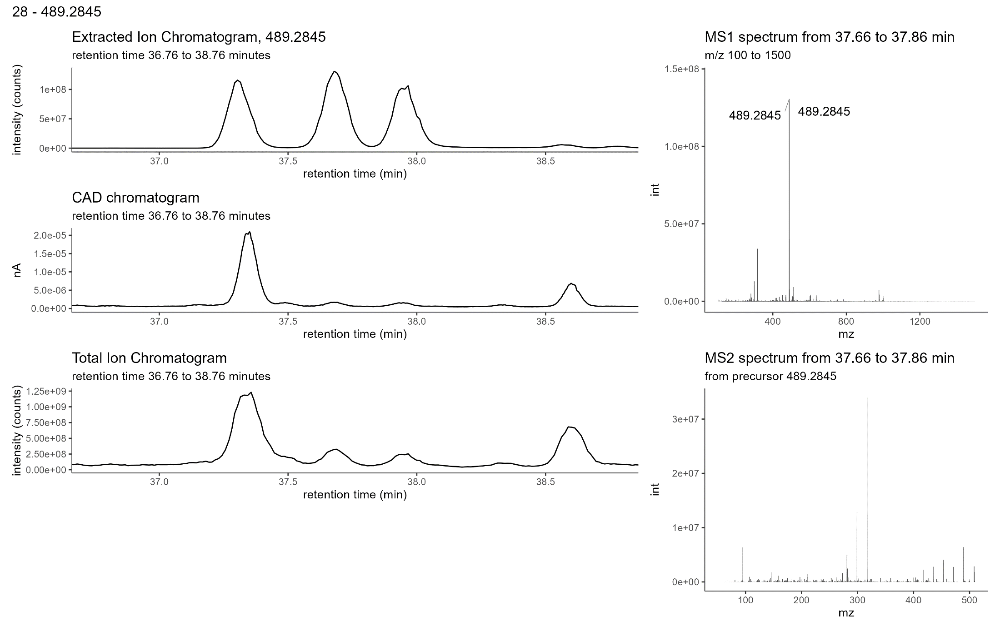 28 - 489.2845
Extracted Ion Chromatogram, 489.2845
retention time 36.76 to 38.76 minutes
intensity (counts)
1e+08
5e+07
0e+00
37.0 37.5 38.0 38.5
retention time (min)
CAD chromatogram
retention time 36.76 to 38.76 minutes
nA
2.0e-05
1.5e-05
1.0e-05
5.0e-06
0.0e+00
37.0 37.5 38.0 38.5
retention time (min)
Total Ion Chromatogram
retention time 36.76 to 38.76 minutes
intensity (counts)
1.25e+09
1.00e+09
7.50e+08
5.00e+08
2.50e+08
0.00e+00
37.0 37.5 38.0 38.5
retention time (min)
MS1 spectrum from 37.66 to 37.86 min
m/z 100 to 1500
int
1.5e+08
1.0e+08
5.0e+07
0.0e+00
489.2845 489.2845
400 800 1200
mz
MS2 spectrum from 37.66 to 37.86 min
from precursor 489.2845
int
3e+07
2e+07
1e+07
0e+00
100 200 300 400 500
mz